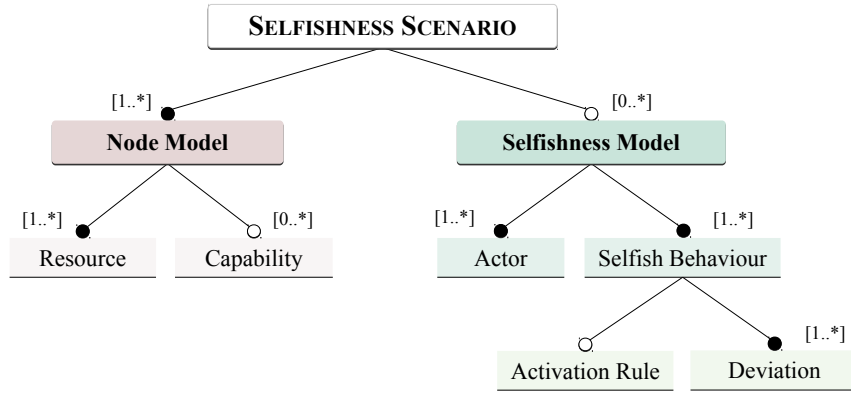 SELFISHNESS SCENARIO
[1..*]
[0..*]
Node Model
Selfishness Model
[1..*]
[0..*]
[1..*]
[1..*]
Resource
Capability
Actor
Selfish Behaviour
[1..*]
Activation Rule
Deviation